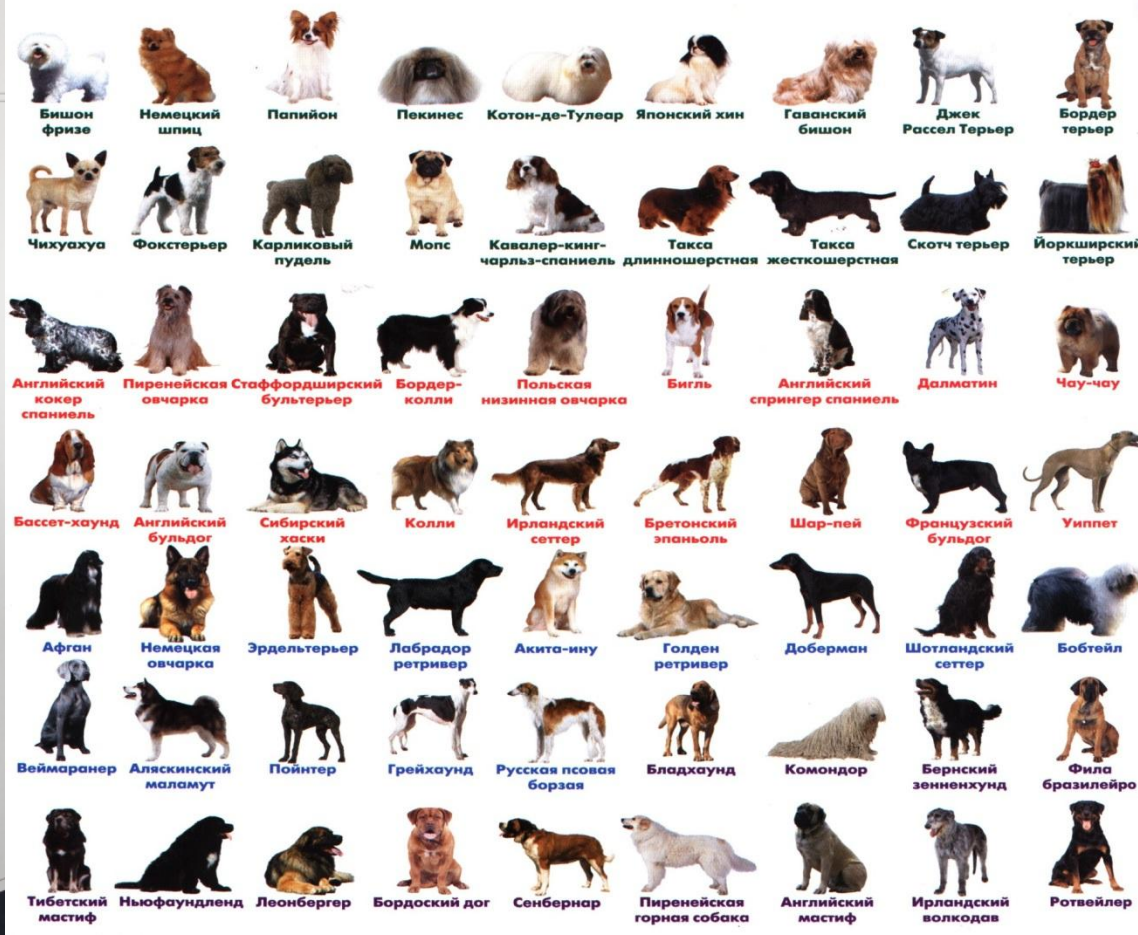 Бишон
фризе
Немецкий
шпиц
Папийон
Пекинес
Котон-де-Тулеар
Японский хин
Гаванский
бишон
Джек
Рассел Терьер
Бордер
терьер
Чихуахуа
Фокстерьер
Карликовый
пудель
Мопс
Кавалер-кинг-
чарльз-спаниель
Такса
длинношерстная
Такса
жесткошерстная
Скотч терьер
Йоркширский
терьер
Английский
кокер
спаниель
Пиренейская
овчарка
Стаффордширский
бультерьер
Бордер-
колли
Польская
низинная овчарка
Бигль
Английский
спрингер спаниель
Далматин
Чау-чау
Бассет-хаунд
Английский
бульдог
Сибирский
хаски
Колли
Ирландский
сеттер
Бретонский
эпаньоль
Шар-пей
Французский
бульдог
Уиппет
Афган
Немецкая
овчарка
Эрдельтерьер
Лабрадор
ретривер
Акита-ину
Голден
ретривер
Доберман
Шотландский
сеттер
Бобтейл
Веймаранер
Аляскинский
маламут
Пойнтер
Грейхаунд
Русская псовая
борзая
Бладхаунд
Комондор
Бернский
зенненхунд
Фила
бразилейро
Тибетский
мастиф
Ньюфаундленд
Леонбергер
Бордоский дог
Сенбернар
Пиренейская
горная собака
Английский
мастиф
Ирландский
волкодав
Ротвейлер